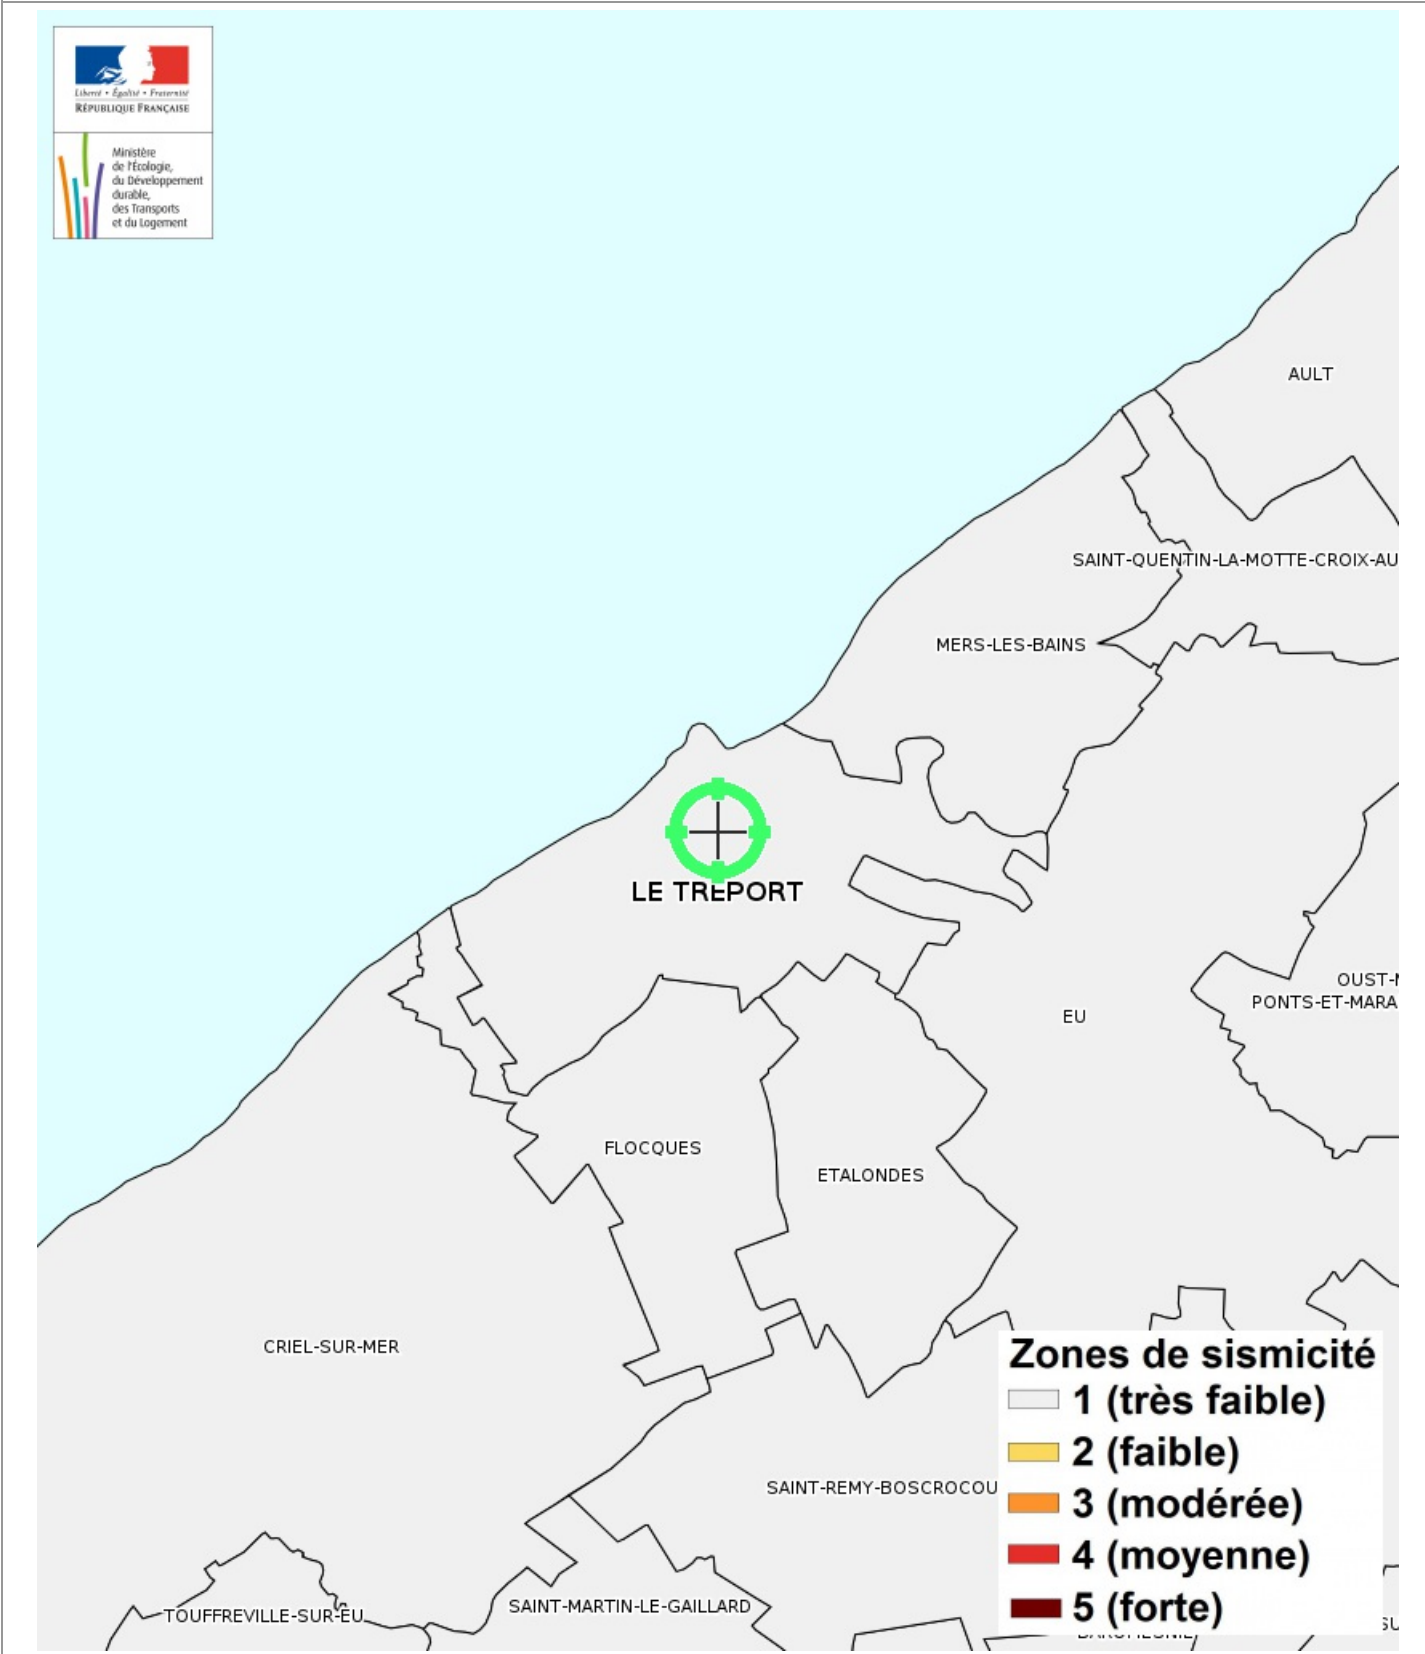 Liberté • Égalité • Fraternité
RÉPUBLIQUE FRANÇAISE
Ministère
de l'Écologie,
du Développement
durable,
des Transports
et du Logement
AULT
SAINT-QUENTIN-LA-MOTTE-CROIX-AU
MERS-LES-BAINS
LE TREPORT
OUST-M
PONTS-ET-MARA
EU
FLOCQUES
ETALONDES
CRIEL-SUR-MER
Zones de sismicité
1 (très faible)
2 (faible)
3 (modérée)
4 (moyenne)
5 (forte)
SAINT-REMY-BOSCROCOU
SAINT-MARTIN-LE-GAILLARD
TOUFFREVILLE-SUR-EU
SU